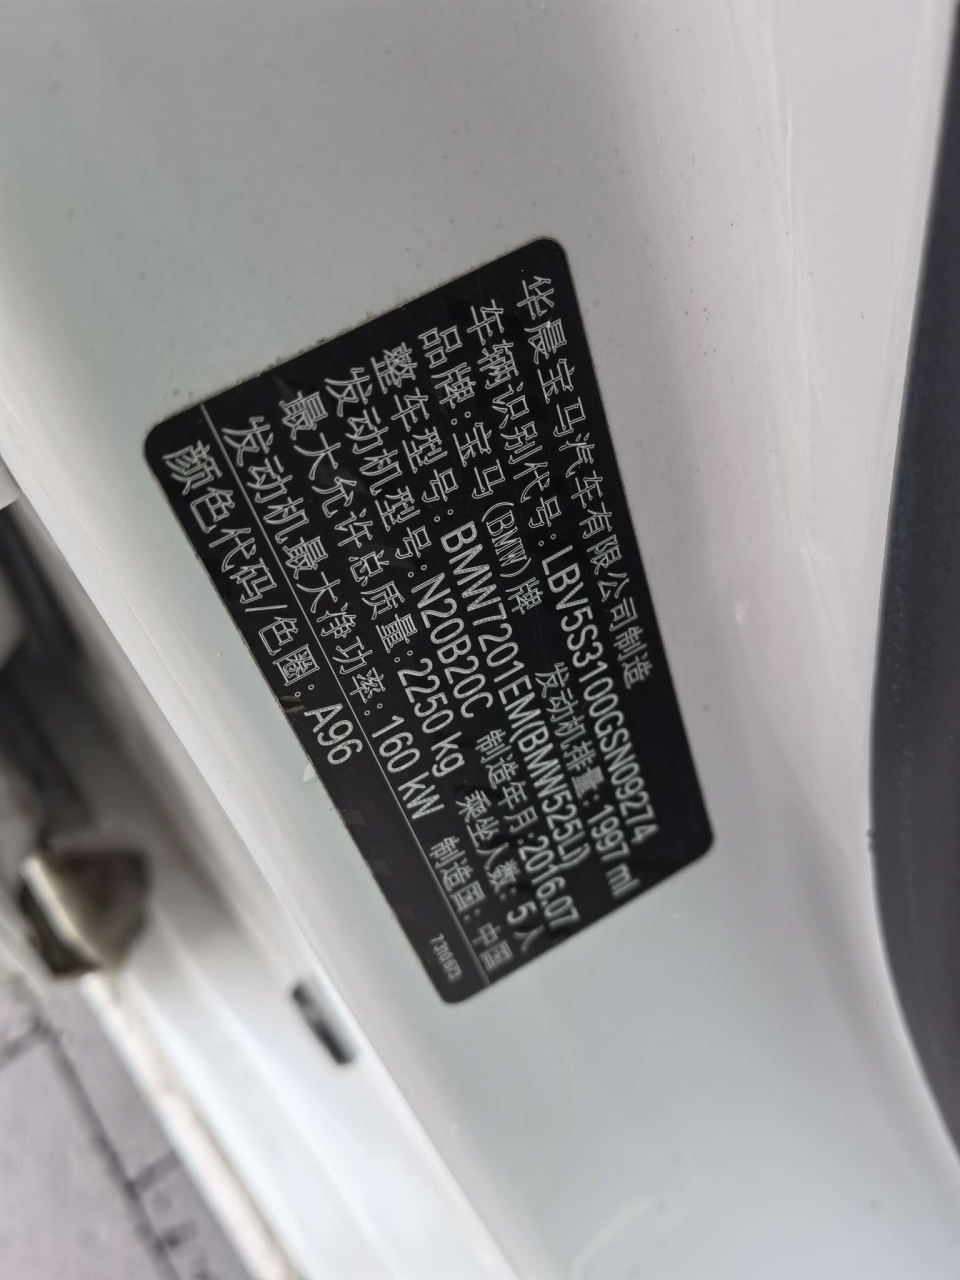 华晨宝马汽车有限公司制造
车辆识别代号:LBV5S3100GSN09274
品牌:宝马(BMW)牌 发动机排量:1997 ml
整车型号:BMW7201EM(BMW525Li)
发动机型号:N20B20C 制造年月:2016.07
最大允许总质量:2250 kg 乘坐人数:5人
发动机最大净功率:160 kW 制造国:中国
颜色代码/色圈:A96 7310673